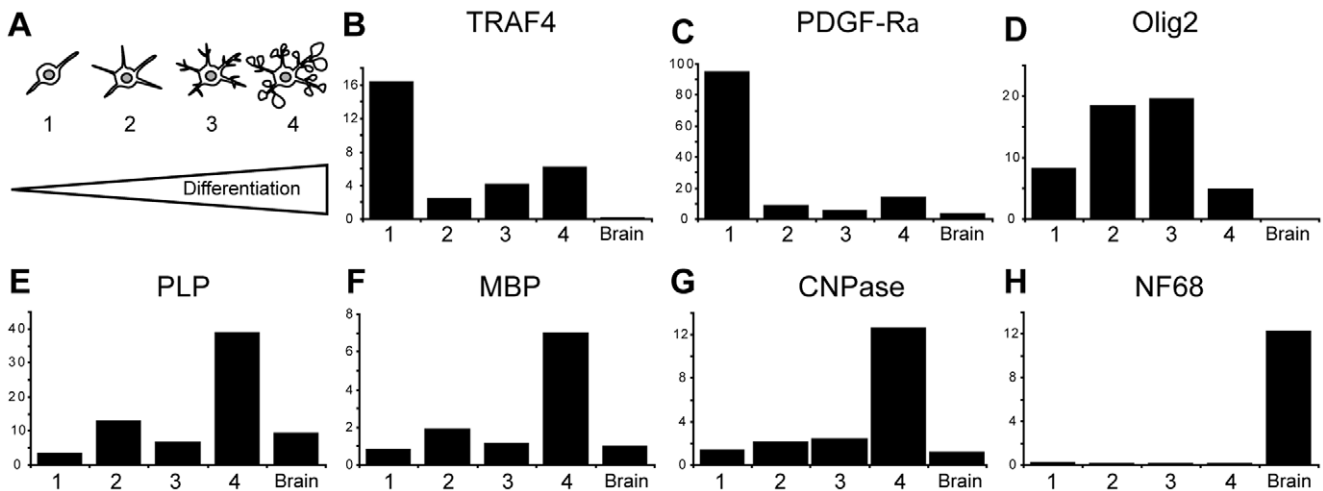 A
1 2 3 4
Differentiation
B TRAF4
16
12
8
4
0
1 2 3 4 Brain
C PDGF-Ra
100
80
60
40
20
0
1 2 3 4 Brain
D Olig2
20
10
0
1 2 3 4 Brain
E PLP
40
30
20
10
0
1 2 3 4 Brain
F MBP
8
6
4
2
0
1 2 3 4 Brain
G CNPase
12
8
4
0
1 2 3 4 Brain
H NF68
12
8
4
0
1 2 3 4 Brain